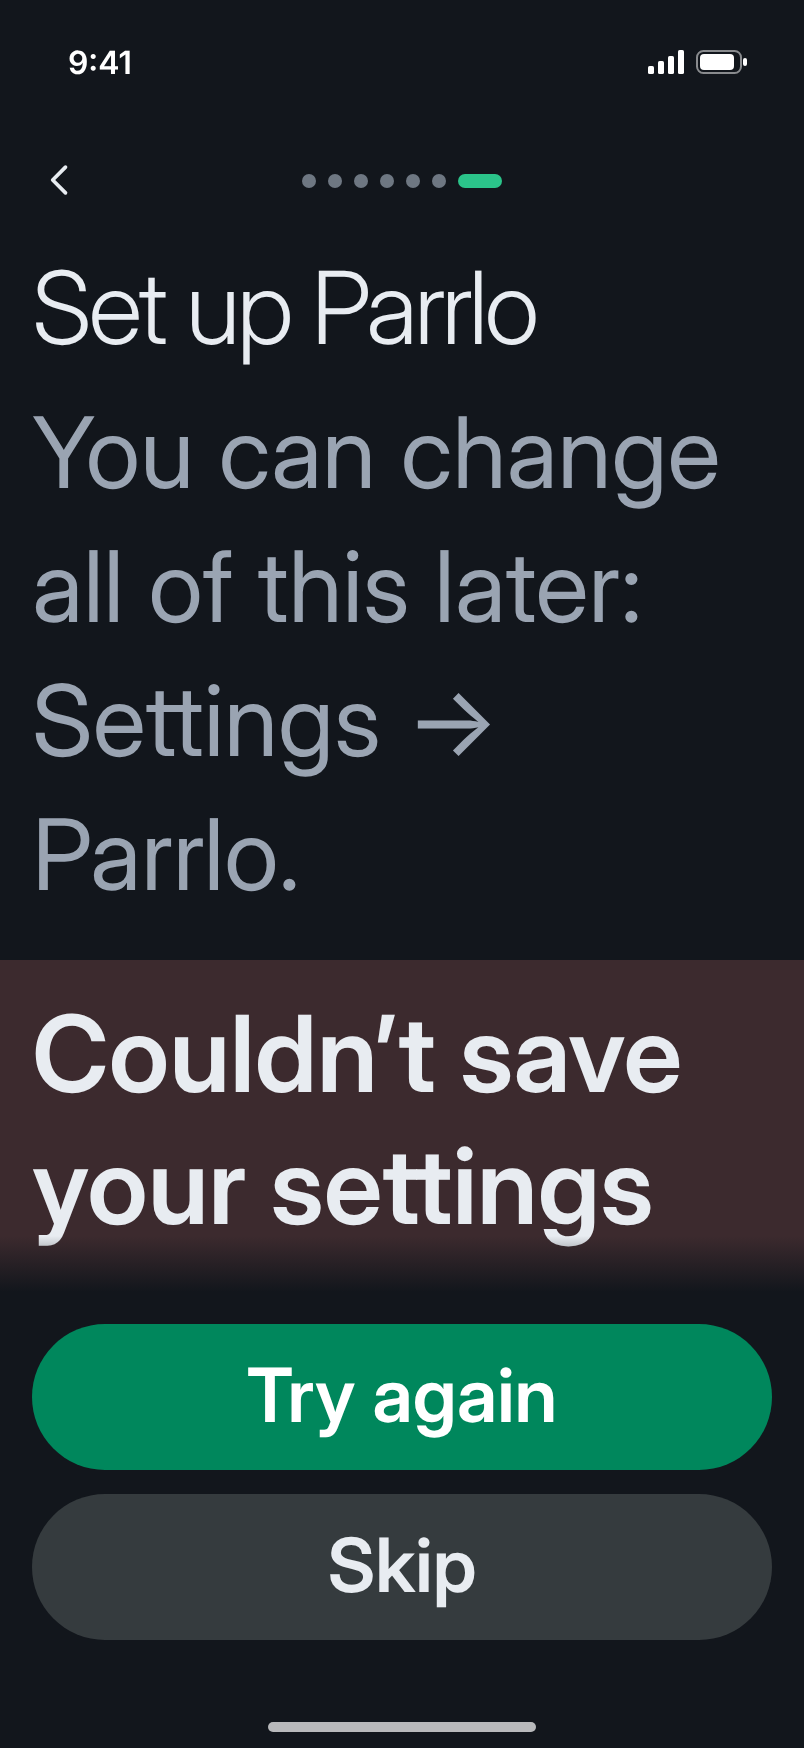 9:41
Set up Parrlo
You can change
all of this later:
Settings →
Parrlo.
Couldn’t save
your settings
Try again
Skip